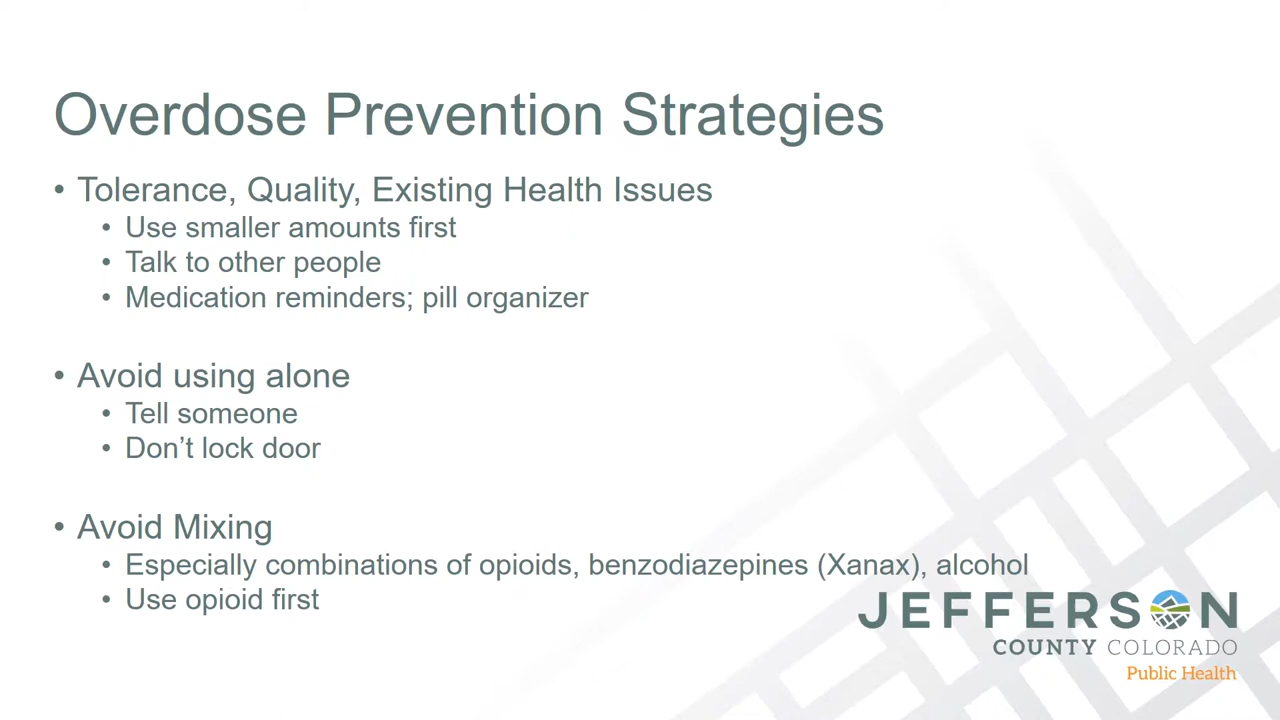 Overdose Prevention Strategies
• Tolerance, Quality, Existing Health Issues
• Use smaller amounts first
• Talk to other people
• Medication reminders; pill organizer
• Avoid using alone
• Tell someone
• Don’t lock door
• Avoid Mixing
• Especially combinations of opioids, benzodiazepines (Xanax), alcohol
• Use opioid first
JEFFERSON
COUNTY COLORADO
Public Health